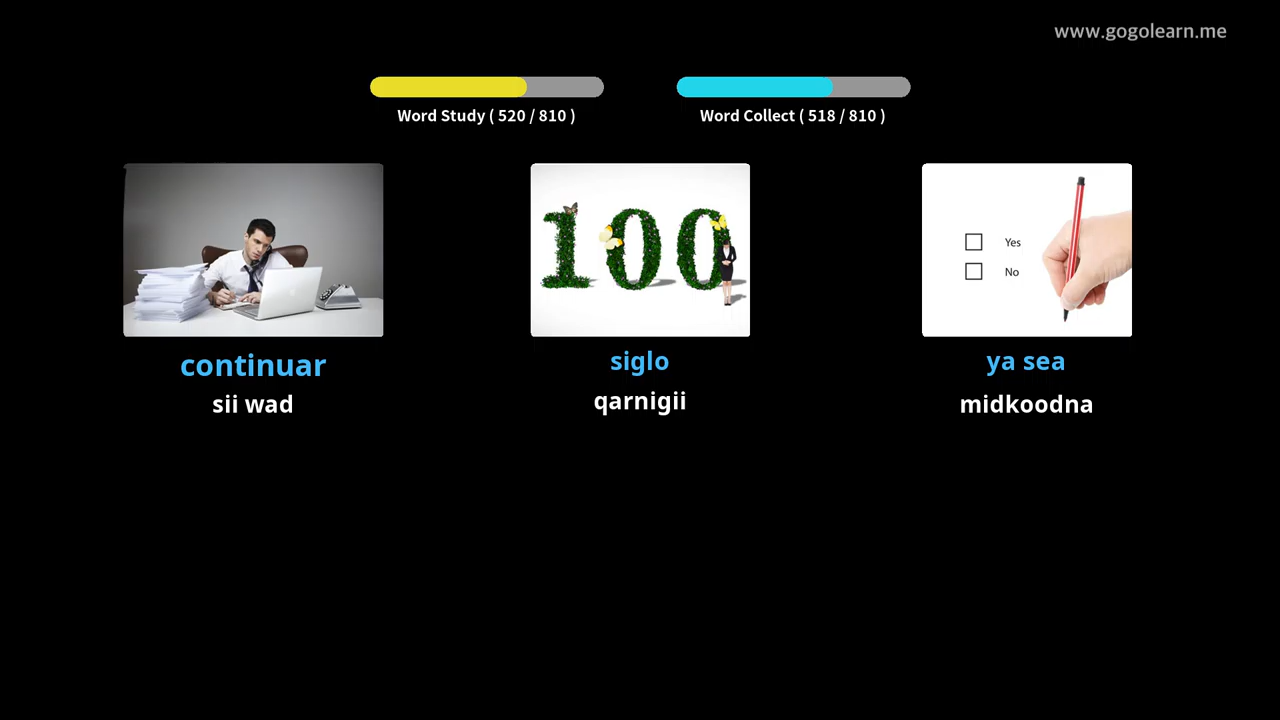 www.gogolearn.me
Word Study ( 520 / 810 )
Word Collect ( 518 / 810 )
100
Yes
No
continuar
siglo
ya sea
sii wad
qarnigii
midkoodna